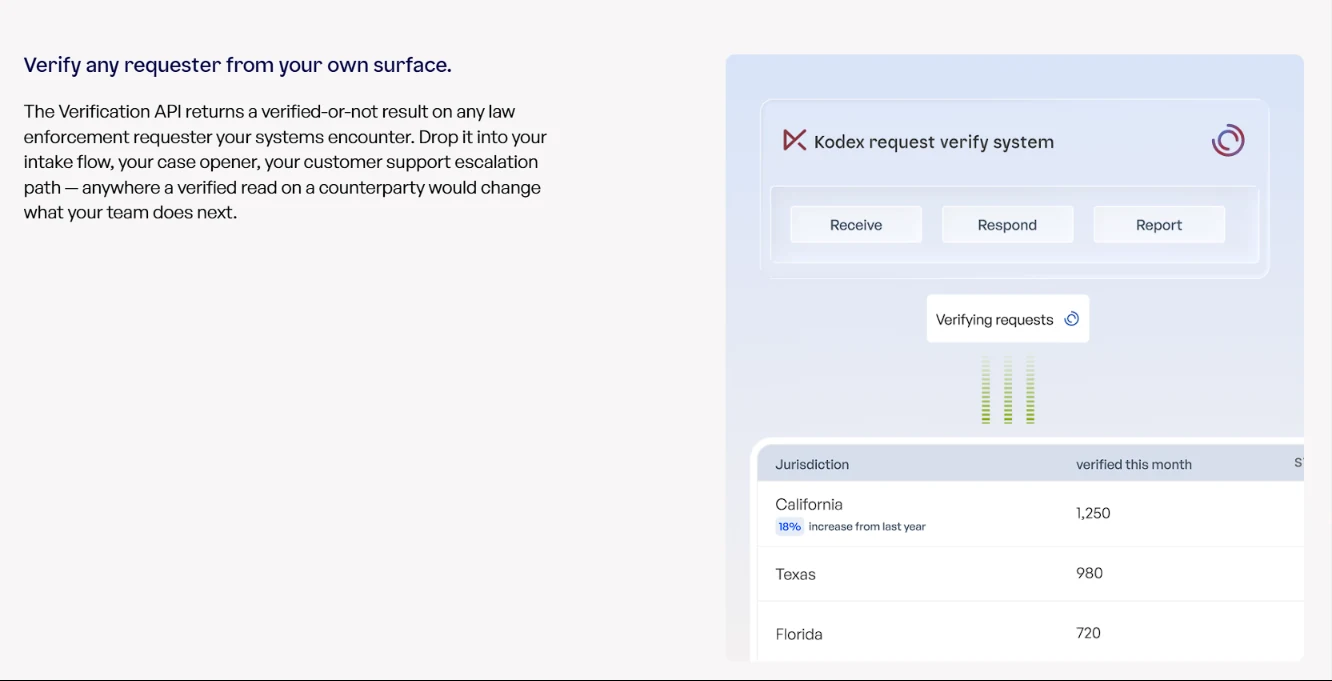 Verify any requester from your own surface.
The Verification API returns a verified-or-not result on any law
enforcement requester your systems encounter. Drop it into your
intake flow, your case opener, your customer support escalation
path — anywhere a verified read on a counterparty would change
what your team does next.
Kodex request verify system
Receive Respond Report
Verifying requests
Jurisdiction verified this month
California
18% increase from last year
1,250
Texas 980
Florida 720